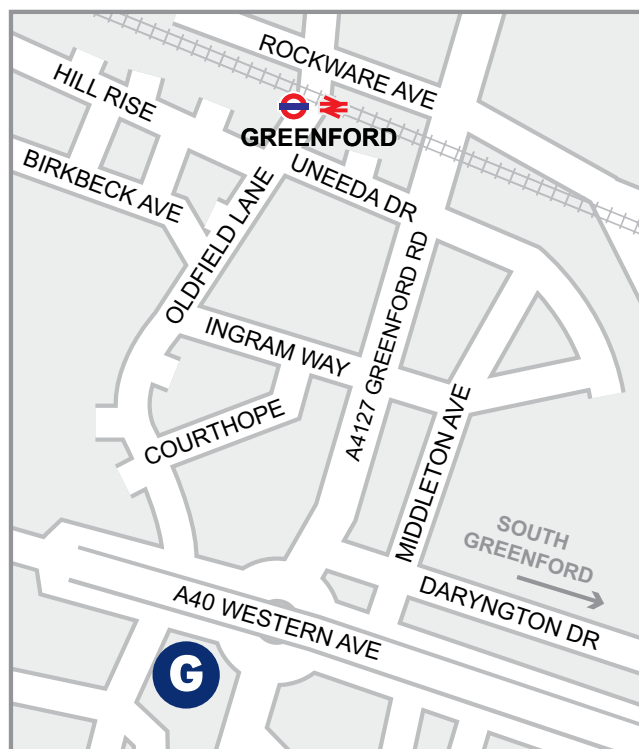 ROCKWARE AVE
HILL RISE
GREENFORD
BIRKBECK AVE
UNEEDA DR
OLDFIELD LANE
INGRAM WAY
A4127 GREENFORD RD
COURTHOPE
MIDDLETON AVE
SOUTH
GREENFORD
DARYNGTON DR
A40 WESTERN AVE
G